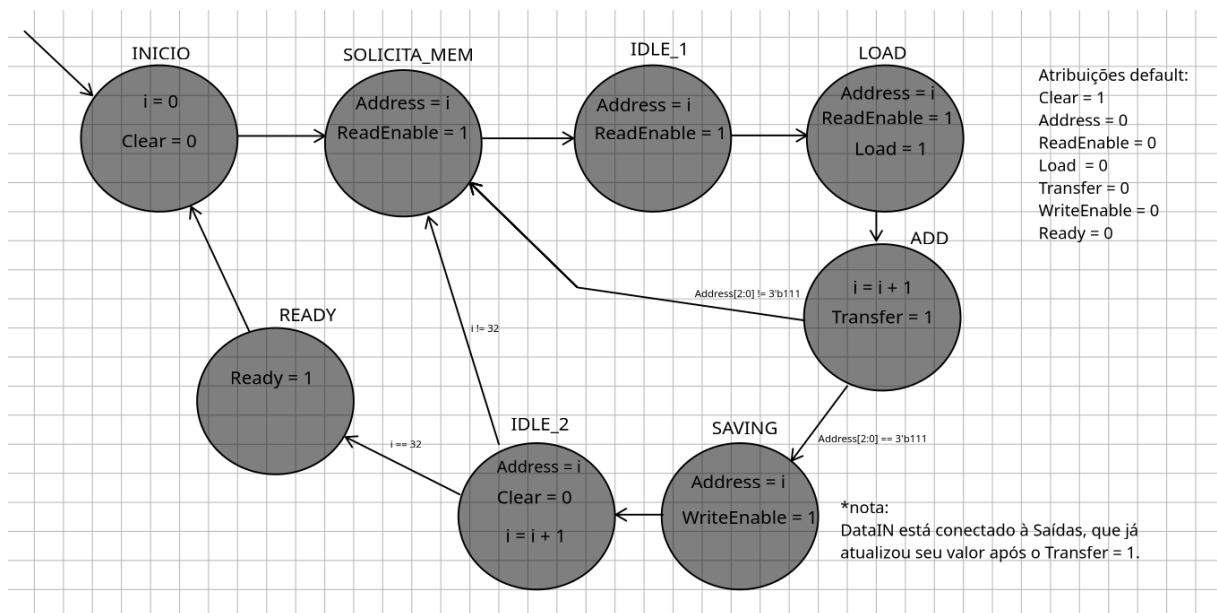 INICIO
i = 0
Clear = 0
SOLICITA_MEM
Address = i
ReadEnable = 1
IDLE_1
Address = i
ReadEnable = 1
LOAD
Address = i
ReadEnable = 1
Load = 1
Atribuições default:
Clear = 1
Address = 0
ReadEnable = 0
Load = 0
Transfer = 0
WriteEnable = 0
Ready = 0
ADD
i = i + 1
Transfer = 1
Address[2:0] != 3'b111
i != 32
READY
Ready = 1
i == 32
IDLE_2
Address = i
Clear = 0
i = i + 1
SAVING
Address = i
WriteEnable = 1
Address[2:0] == 3'b111
*nota:
DataIN está conectado à Saídas, que já
atualizou seu valor após o Transfer = 1.